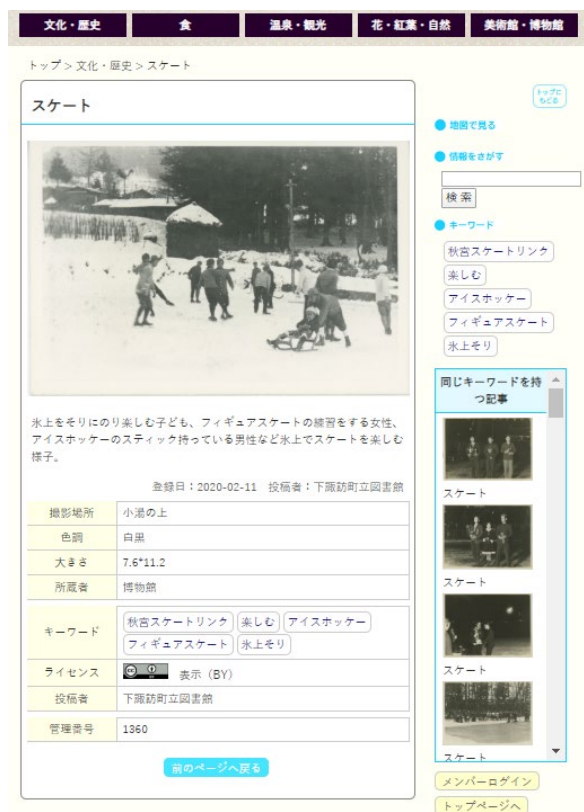 文化・歴史 食 温泉・観光 花・紅葉・自然 美術館・博物館
トップ > 文化・歴史 > スケート
スケート
氷上をそりにのり楽しむ子ども、フィギュアスケートの練習をする女性、
アイスホッケーのスティック持っている男性など氷上でスケートを楽しむ
様子。
登録日：2020-02-11 投稿者：下諏訪町立図書館
撮影場所 小湯の上
色調 白黒
大きさ 7.6*11.2
所蔵者 博物館
キーワード 秋宮スケートリンク 楽しむ アイスホッケー
フィギュアスケート 氷上そり
ライセンス 表示（BY）
投稿者 下諏訪町立図書館
管理番号 1360
前のページへ戻る
トップに
もどる
地図で見る
情報をさがす
検索
キーワード
秋宮スケートリンク
楽しむ
アイスホッケー
フィギュアスケート
氷上そり
同じキーワードを持
つ記事
スケート
スケート
スケート
スケート
メンバーログイン
トップページへ